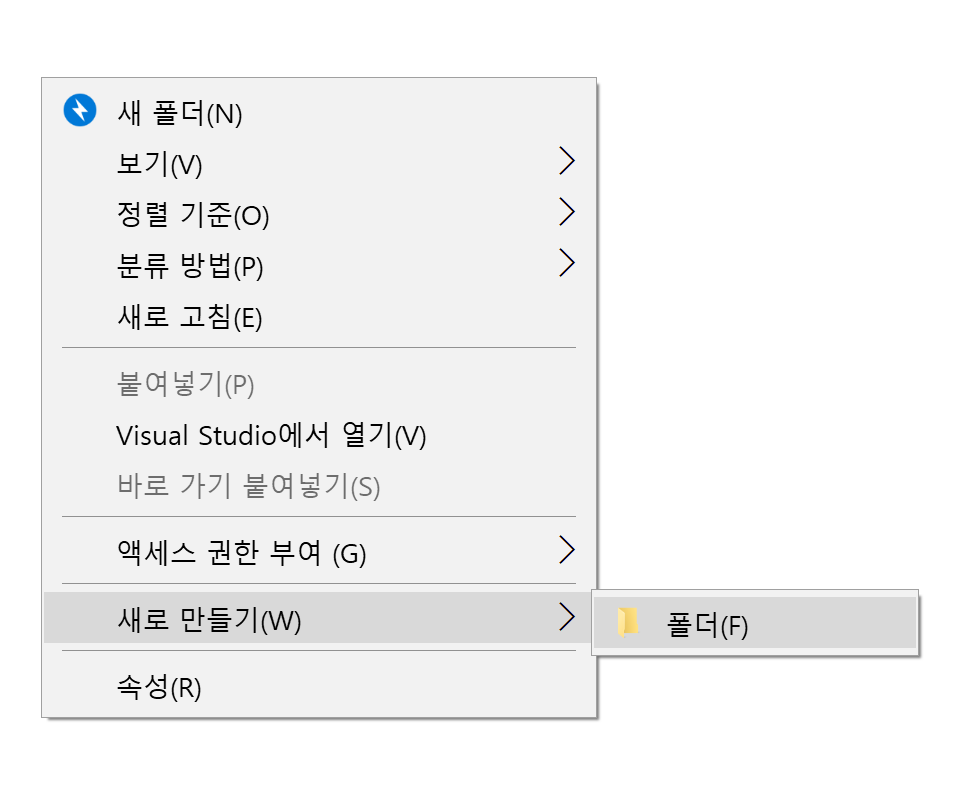 새 폴더(N)
보기(V)
정렬 기준(O)
분류 방법(P)
새로 고침(E)
붙여넣기(P)
Visual Studio에서 열기(V)
바로 가기 붙여넣기(S)
액세스 권한 부여 (G)
새로 만들기(W)
폴더(F)
속성(R)